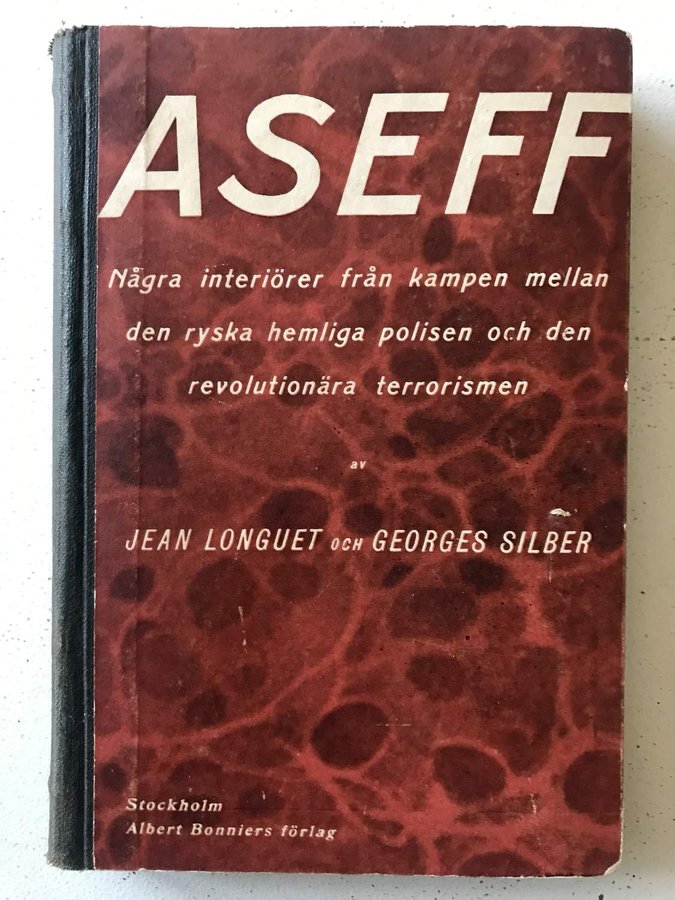 ASEFF
Några interiörer från kampen mellan
den ryska hemliga polisen och den
revolutionära terrorismen
av
JEAN LONGUET OCH GEORGES SILBER
Stockholm
Albert Bonniers förlag